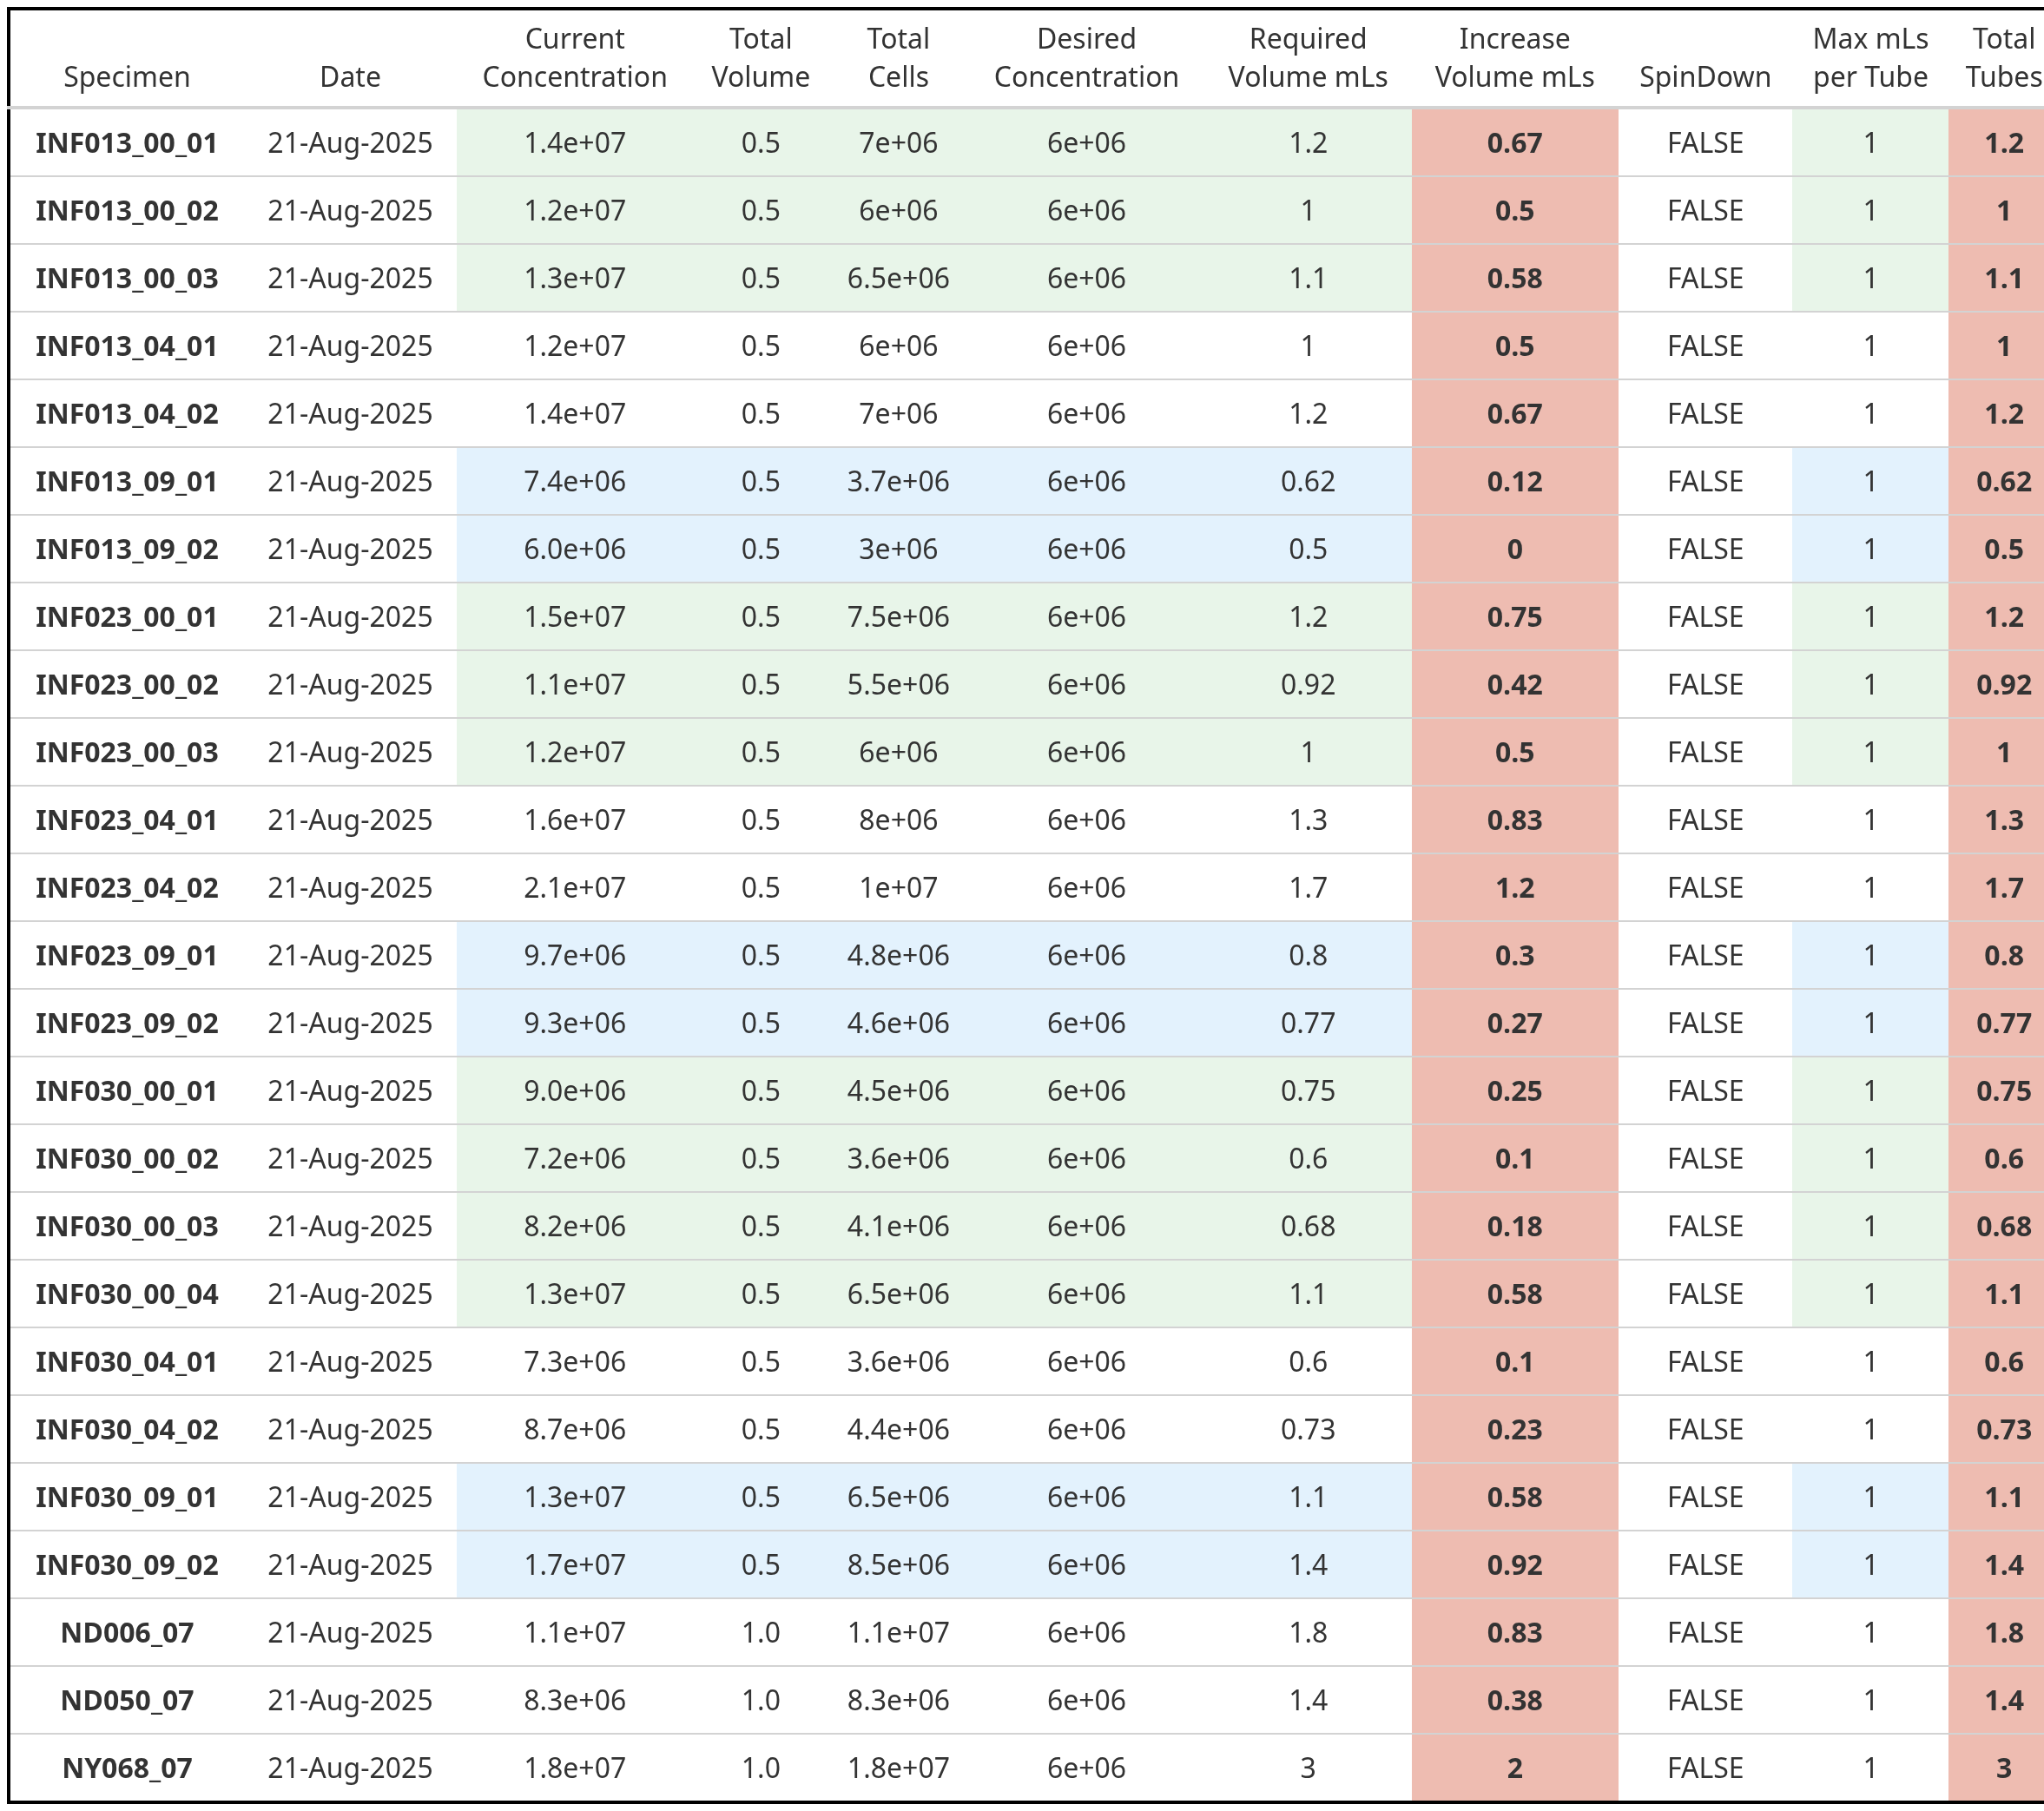 Specimen Date Current Concentration Total Volume Total Cells Desired Concentration Required Volume mLs Increase Volume mLs SpinDown Max mLs per Tube Total Tubes
INF013_00_01 21-Aug-2025 1.4e+07 0.5 7e+06 6e+06 1.2 0.67 FALSE 1 1.2
INF013_00_02 21-Aug-2025 1.2e+07 0.5 6e+06 6e+06 1 0.5 FALSE 1 1
INF013_00_03 21-Aug-2025 1.3e+07 0.5 6.5e+06 6e+06 1.1 0.58 FALSE 1 1.1
INF013_04_01 21-Aug-2025 1.2e+07 0.5 6e+06 6e+06 1 0.5 FALSE 1 1
INF013_04_02 21-Aug-2025 1.4e+07 0.5 7e+06 6e+06 1.2 0.67 FALSE 1 1.2
INF013_09_01 21-Aug-2025 7.4e+06 0.5 3.7e+06 6e+06 0.62 0.12 FALSE 1 0.62
INF013_09_02 21-Aug-2025 6.0e+06 0.5 3e+06 6e+06 0.5 0 FALSE 1 0.5
INF023_00_01 21-Aug-2025 1.5e+07 0.5 7.5e+06 6e+06 1.2 0.75 FALSE 1 1.2
INF023_00_02 21-Aug-2025 1.1e+07 0.5 5.5e+06 6e+06 0.92 0.42 FALSE 1 0.92
INF023_00_03 21-Aug-2025 1.2e+07 0.5 6e+06 6e+06 1 0.5 FALSE 1 1
INF023_04_01 21-Aug-2025 1.6e+07 0.5 8e+06 6e+06 1.3 0.83 FALSE 1 1.3
INF023_04_02 21-Aug-2025 2.1e+07 0.5 1e+07 6e+06 1.7 1.2 FALSE 1 1.7
INF023_09_01 21-Aug-2025 9.7e+06 0.5 4.8e+06 6e+06 0.8 0.3 FALSE 1 0.8
INF023_09_02 21-Aug-2025 9.3e+06 0.5 4.6e+06 6e+06 0.77 0.27 FALSE 1 0.77
INF030_00_01 21-Aug-2025 9.0e+06 0.5 4.5e+06 6e+06 0.75 0.25 FALSE 1 0.75
INF030_00_02 21-Aug-2025 7.2e+06 0.5 3.6e+06 6e+06 0.6 0.1 FALSE 1 0.6
INF030_00_03 21-Aug-2025 8.2e+06 0.5 4.1e+06 6e+06 0.68 0.18 FALSE 1 0.68
INF030_00_04 21-Aug-2025 1.3e+07 0.5 6.5e+06 6e+06 1.1 0.58 FALSE 1 1.1
INF030_04_01 21-Aug-2025 7.3e+06 0.5 3.6e+06 6e+06 0.6 0.1 FALSE 1 0.6
INF030_04_02 21-Aug-2025 8.7e+06 0.5 4.4e+06 6e+06 0.73 0.23 FALSE 1 0.73
INF030_09_01 21-Aug-2025 1.3e+07 0.5 6.5e+06 6e+06 1.1 0.58 FALSE 1 1.1
INF030_09_02 21-Aug-2025 1.7e+07 0.5 8.5e+06 6e+06 1.4 0.92 FALSE 1 1.4
ND006_07 21-Aug-2025 1.1e+07 1.0 1.1e+07 6e+06 1.8 0.83 FALSE 1 1.8
ND050_07 21-Aug-2025 8.3e+06 1.0 8.3e+06 6e+06 1.4 0.38 FALSE 1 1.4
NY068_07 21-Aug-2025 1.8e+07 1.0 1.8e+07 6e+06 3 2 FALSE 1 3